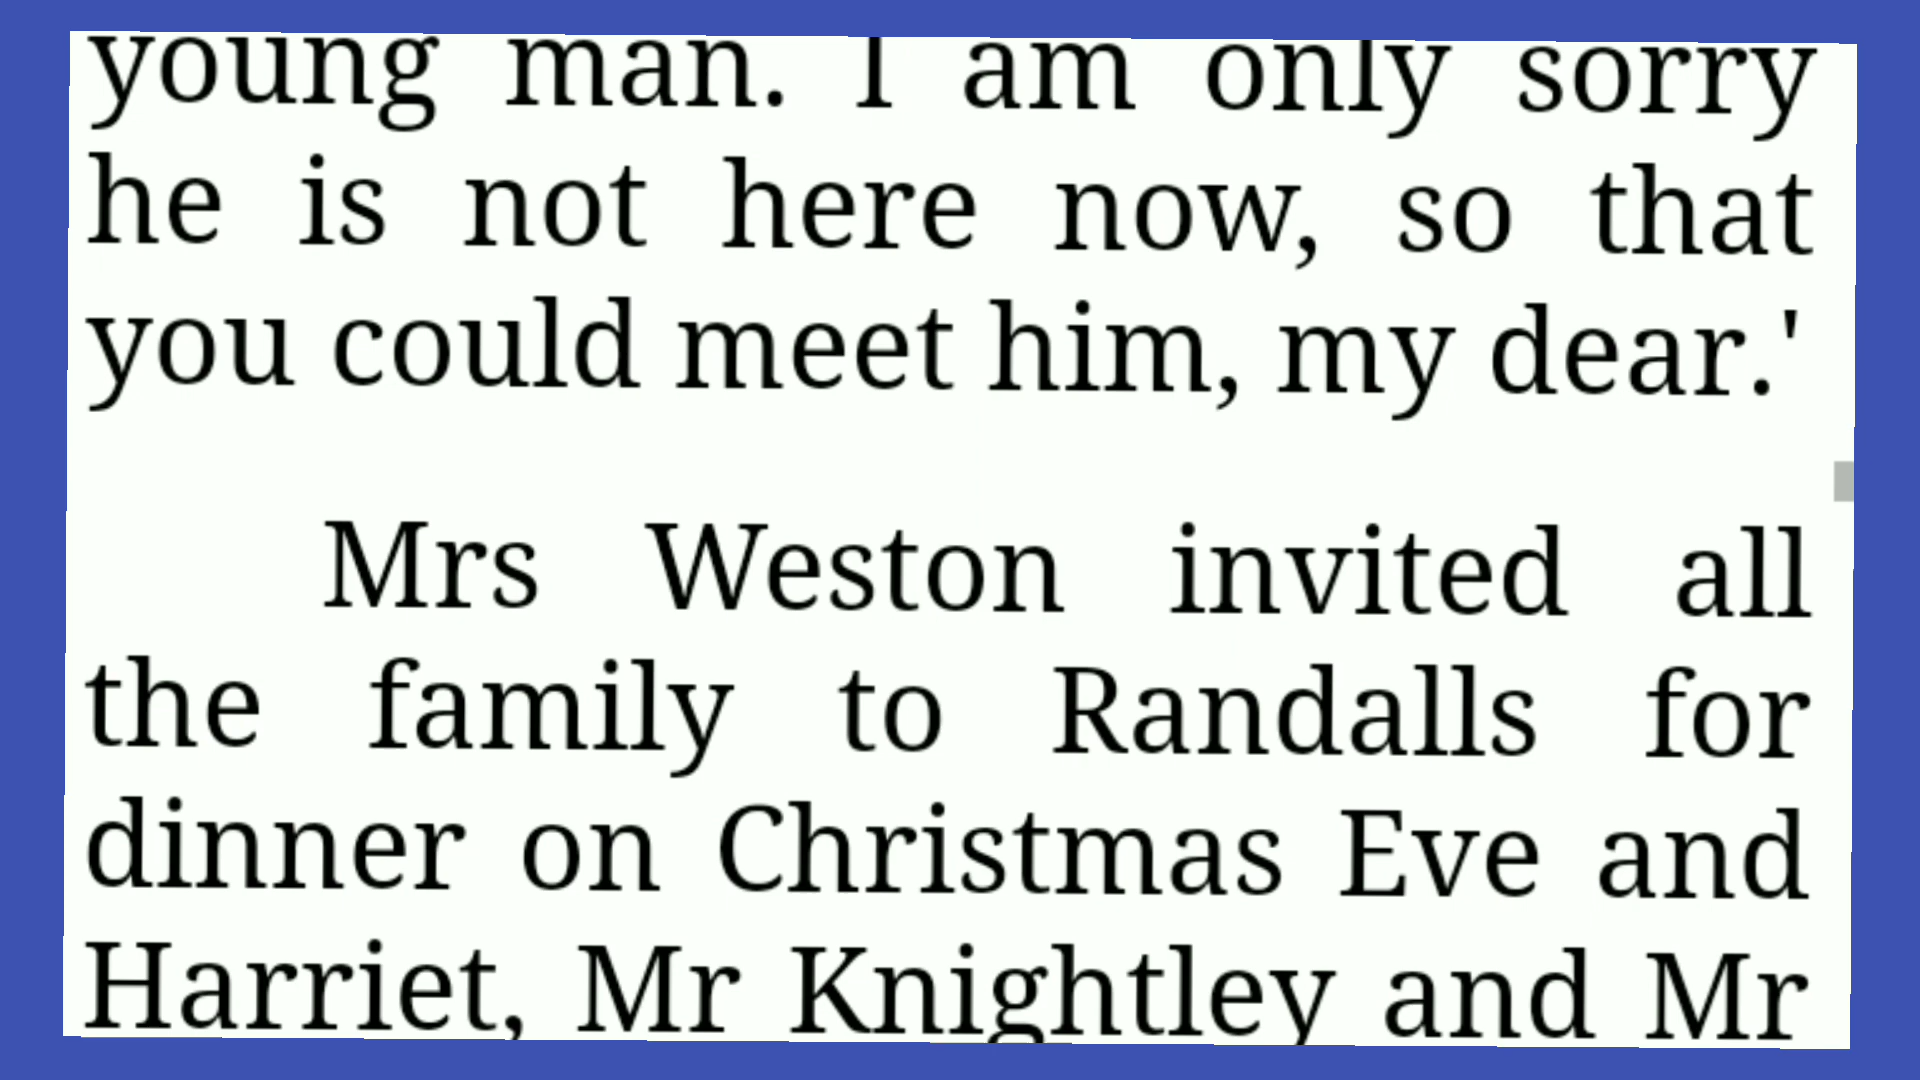 young man. I am only sorry
he is not here now, so that
you could meet him, my dear.'
Mrs Weston invited all
the family to Randalls for
dinner on Christmas Eve and
Harriet, Mr Knightley and Mr